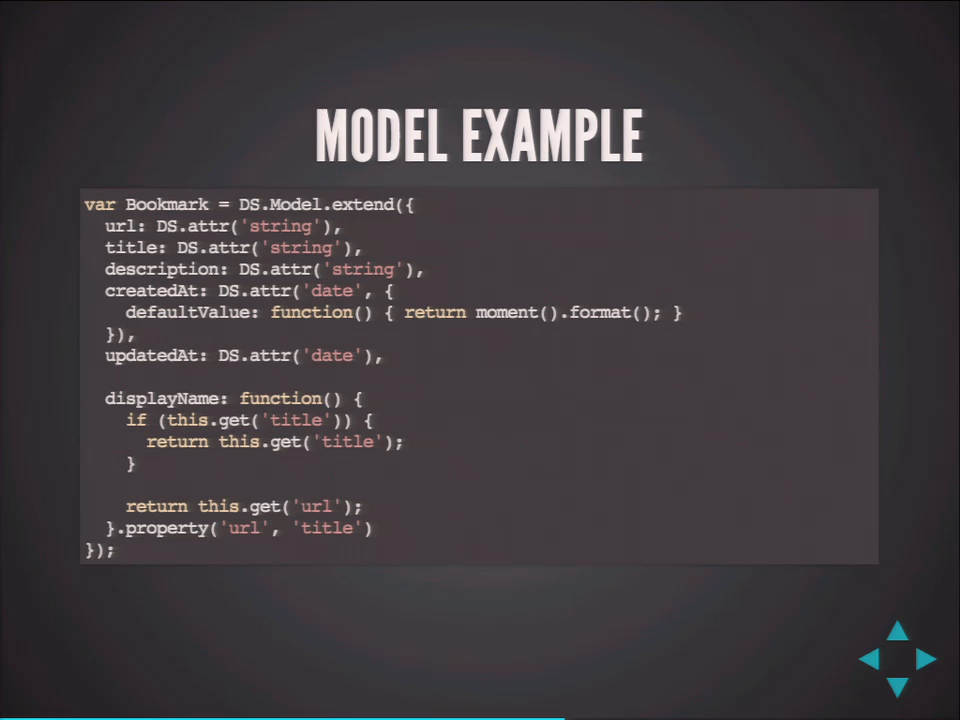 MODEL EXAMPLE
var Bookmark = DS.Model.extend({
  url: DS.attr('string'),
  title: DS.attr('string'),
  description: DS.attr('string'),
  createdAt: DS.attr('date', {
    defaultValue: function() { return moment().format(); }
  }),
  updatedAt: DS.attr('date'),
  displayName: function() {
    if (this.get('title')) {
      return this.get('title');
    }
    return this.get('url');
  }.property('url', 'title')
});